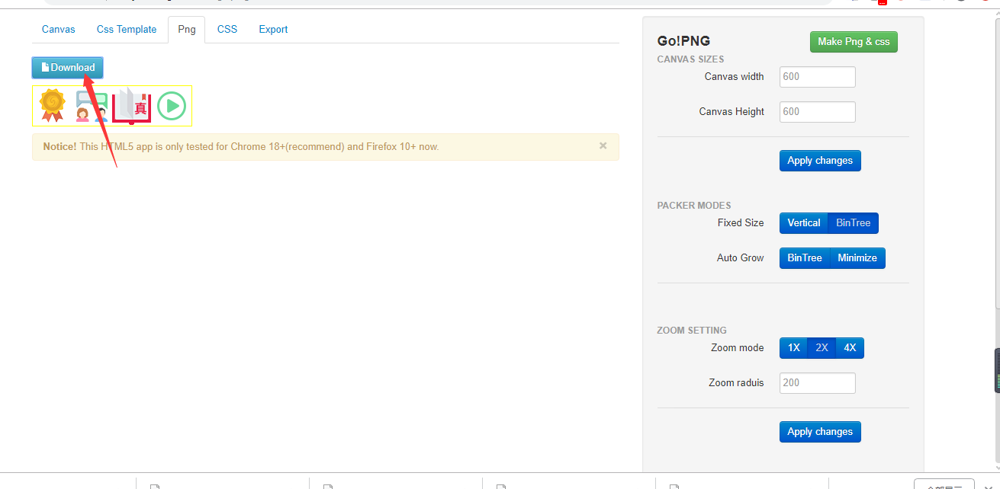 Canvas
Css Template
Png
CSS
Export
Download
真
Notice! This HTML5 app is only tested for Chrome 18+(recommend) and Firefox 10+ now.
×
Go!PNG
Make Png & css
CANVAS SIZES
Canvas width
600
Canvas Height
600
Apply changes
PACKER MODES
Fixed Size
Vertical
BinTree
Auto Grow
BinTree
Minimize
ZOOM SETTING
Zoom mode
1X
2X
4X
Zoom raduis
200
Apply changes